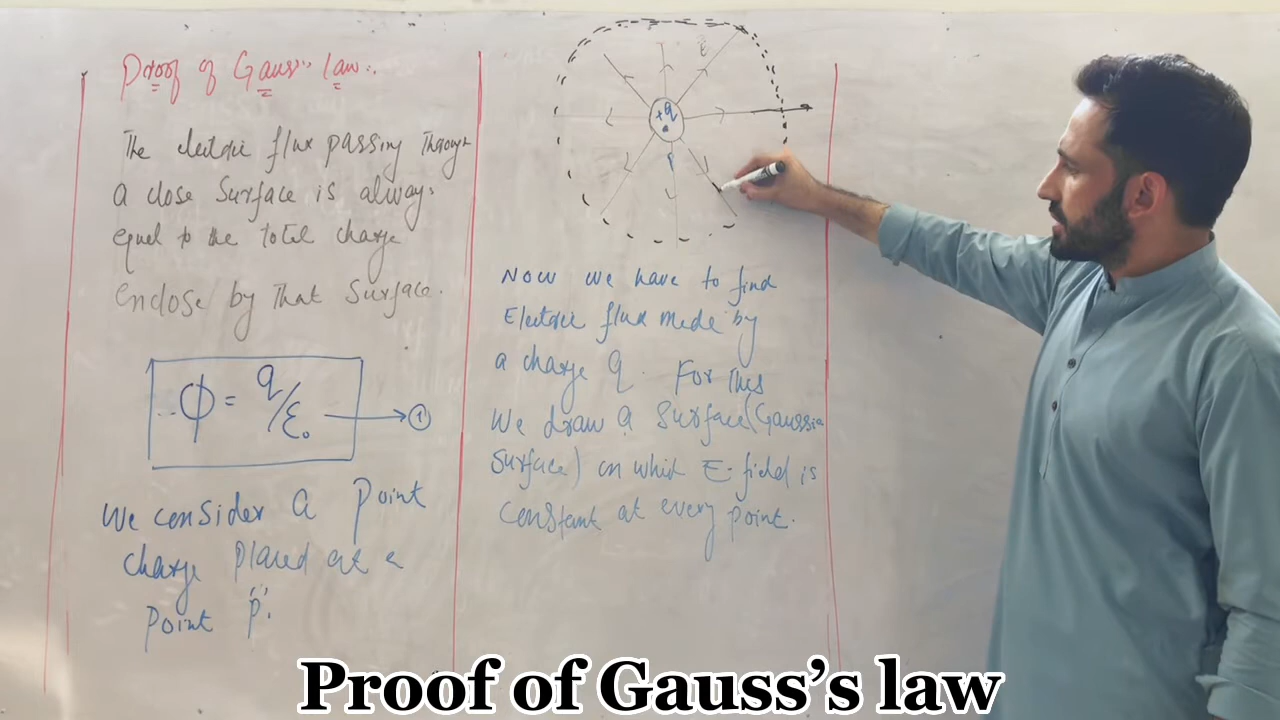 Proof of Gauss's law:.
The electric flux passing Through
a close Surface is always
equal to the total charge
enclose by That Surface.
ϕ = q/ε₀ → ①
We consider a point
charge placed at a
point "p".
+q
P
E
Now we have to find
Electric flux made by
a charge q. For this
We draw a Surface (Gaussia
Surface) on which E-field is
constant at every point.
Proof of Gauss’s law